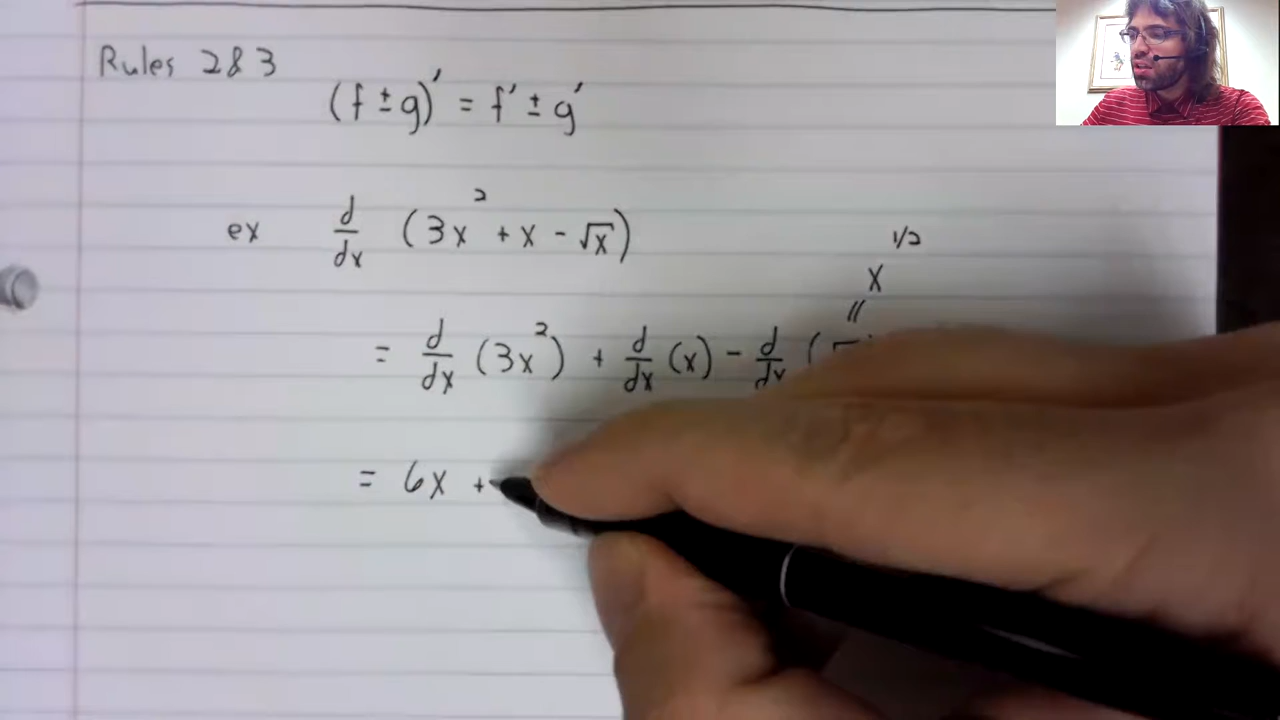 Rules 2&3
(f ± g)' = f' ± g'
ex d/dx (3x² + x - √x)
x^1/2
//
= d/dx (3x²) + d/dx (x) - d/dx (√
= 6x +